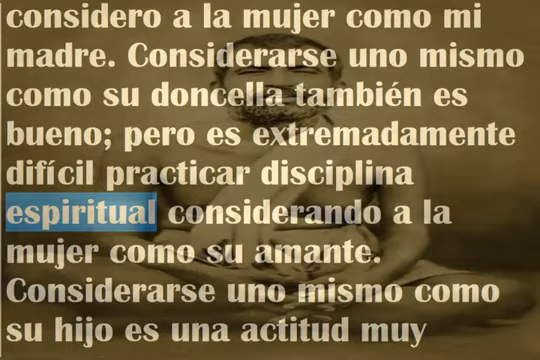 considero a la mujer como mi
madre. Considerarse uno mismo
como su doncella también es
bueno; pero es extremadamente
difícil practicar disciplina
espiritual considerando a la
mujer como su amante.
Considerarse uno mismo como
su hijo es una actitud muy